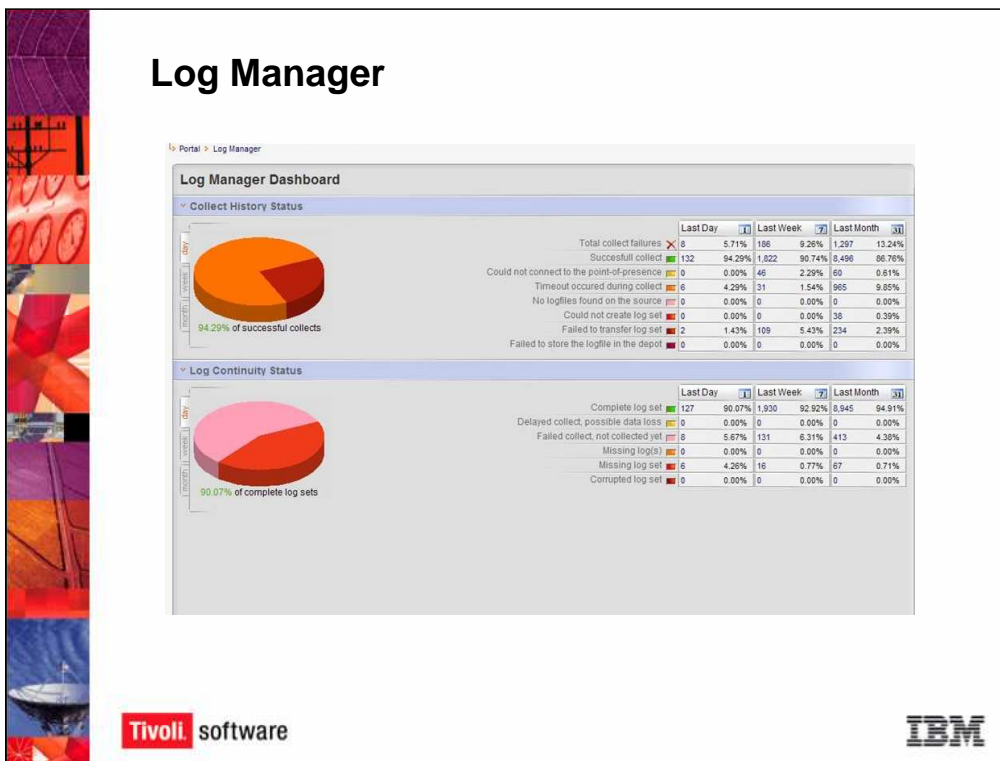 Log Manager
Portal > Log Manager
Log Manager Dashboard
Collect History Status
Last Day 1 Last Week 7 Last Month 31
Total collect failures 8 5.71% 186 9.26% 1,297 13.24%
Succesfull collect 132 94.29% 1,822 90.74% 8,496 86.76%
Could not connect to the point-of-presence 0 0.00% 46 2.29% 60 0.61%
Timeout occured during collect 6 4.29% 31 1.54% 965 9.85%
No logfiles found on the source 0 0.00% 0 0.00% 0 0.00%
Could not create log set 0 0.00% 0 0.00% 38 0.39%
Failed to transfer log set 2 1.43% 109 5.43% 234 2.39%
Failed to store the logfile in the depot 0 0.00% 0 0.00% 0 0.00%
day
week
month
94.29% of successful collects
Log Continuity Status
Last Day 1 Last Week 7 Last Month 31
Complete log set 127 90.07% 1,930 92.92% 8,945 94.91%
Delayed collect, possible data loss 0 0.00% 0 0.00% 0 0.00%
Failed collect, not collected yet 8 5.67% 131 6.31% 413 4.38%
Missing log(s) 0 0.00% 0 0.00% 0 0.00%
Missing log set 6 4.26% 16 0.77% 67 0.71%
Corrupted log set 0 0.00% 0 0.00% 0 0.00%
day
week
month
90.07% of complete log sets
Tivoli. software
IBM